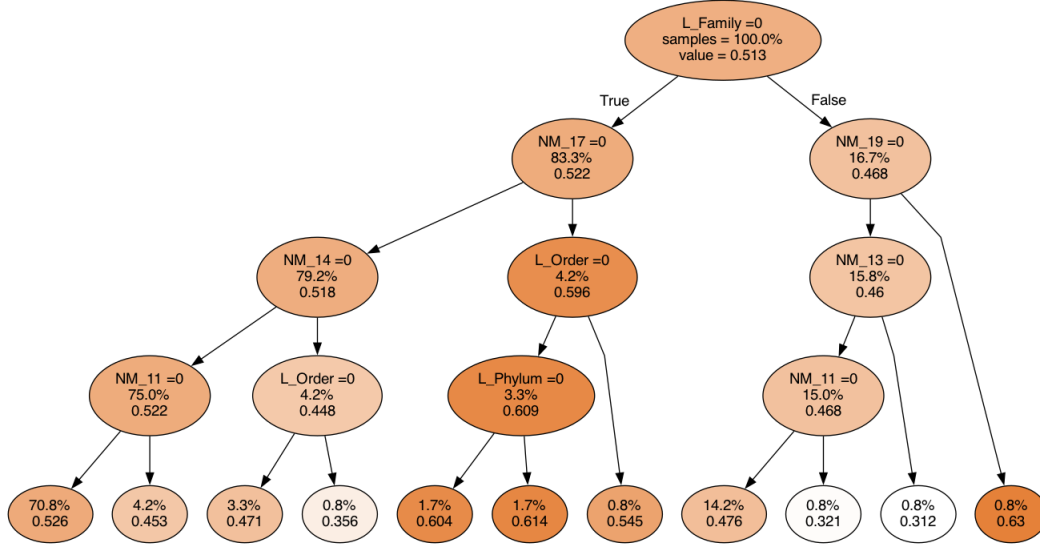 L_Family =0
samples = 100.0%
value = 0.513
True
False
NM_17 =0
83.3%
0.522
NM_19 =0
16.7%
0.468
NM_14 =0
79.2%
0.518
L_Order =0
4.2%
0.596
NM_13 =0
15.8%
0.46
NM_11 =0
75.0%
0.522
L_Order =0
4.2%
0.448
L_Phylum =0
3.3%
0.609
NM_11 =0
15.0%
0.468
70.8%
0.526
4.2%
0.453
3.3%
0.471
0.8%
0.356
1.7%
0.604
1.7%
0.614
0.8%
0.545
14.2%
0.476
0.8%
0.321
0.8%
0.312
0.8%
0.63